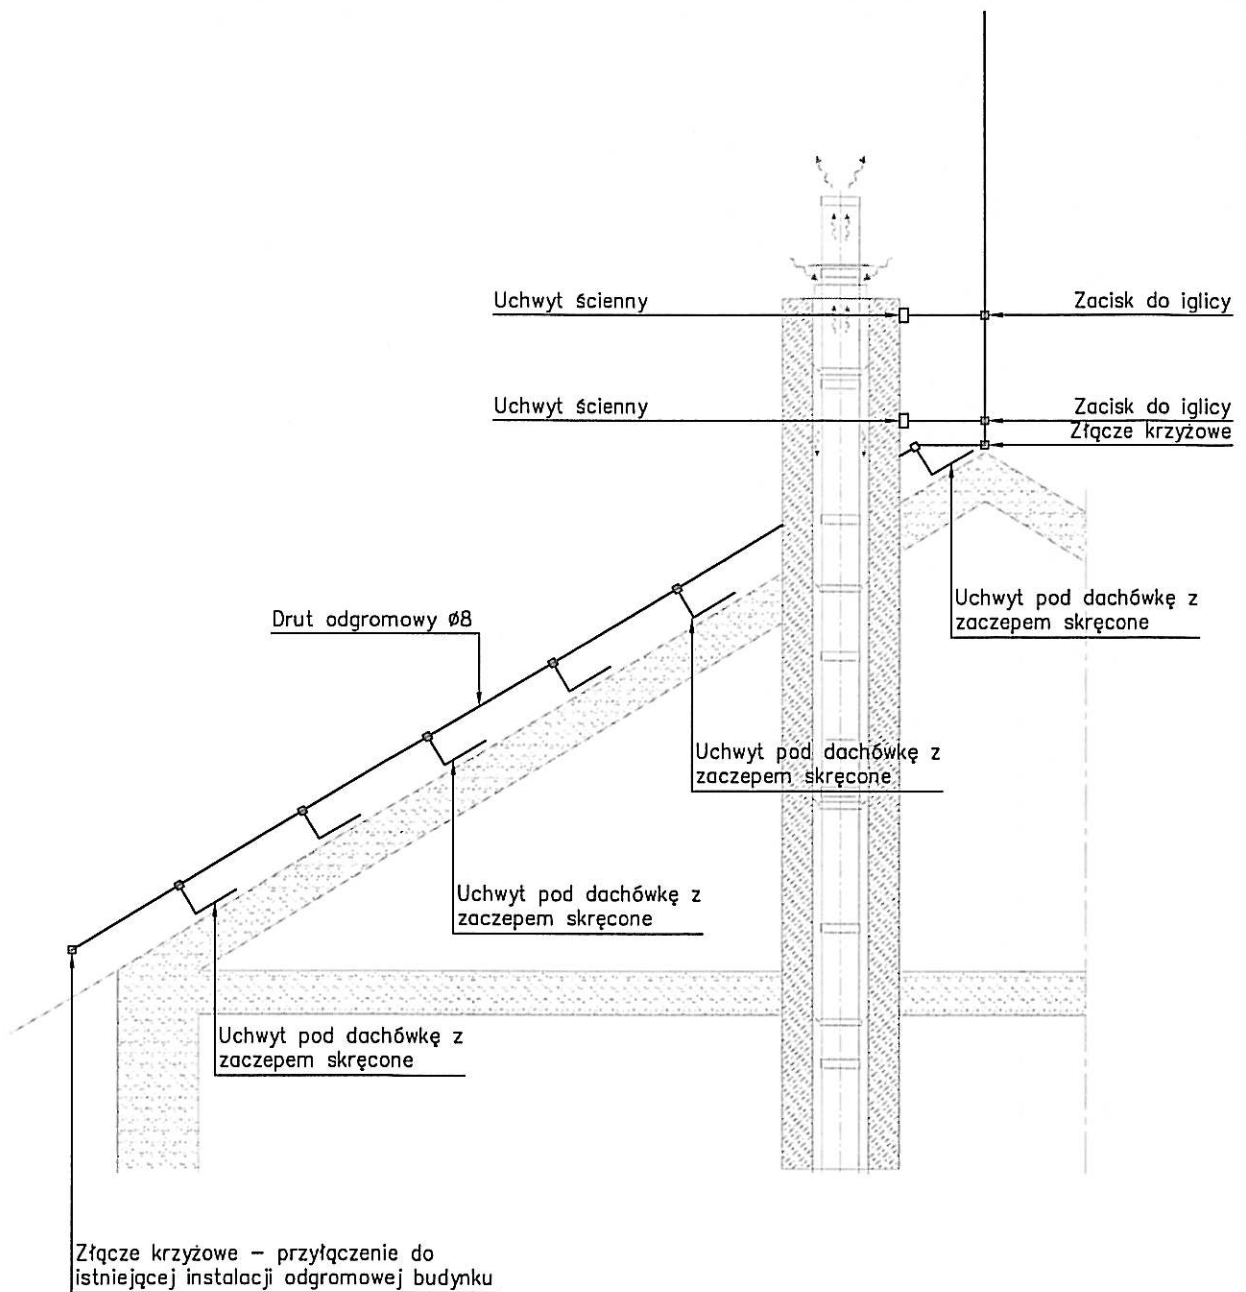 Uchwyt ścienny
Zacisk do iglicy
Uchwyt ścienny
Zacisk do iglicy
Złącze krzyżowe
Uchwyt pod dachówkę z
zaczepem skręcone
Drut odgromowy ø8
Uchwyt pod dachówkę z
zaczepem skręcone
Uchwyt pod dachówkę z
zaczepem skręcone
Uchwyt pod dachówkę z
zaczepem skręcone
Złącze krzyżowe – przyłączenie do
istniejącej instalacji odgromowej budynku